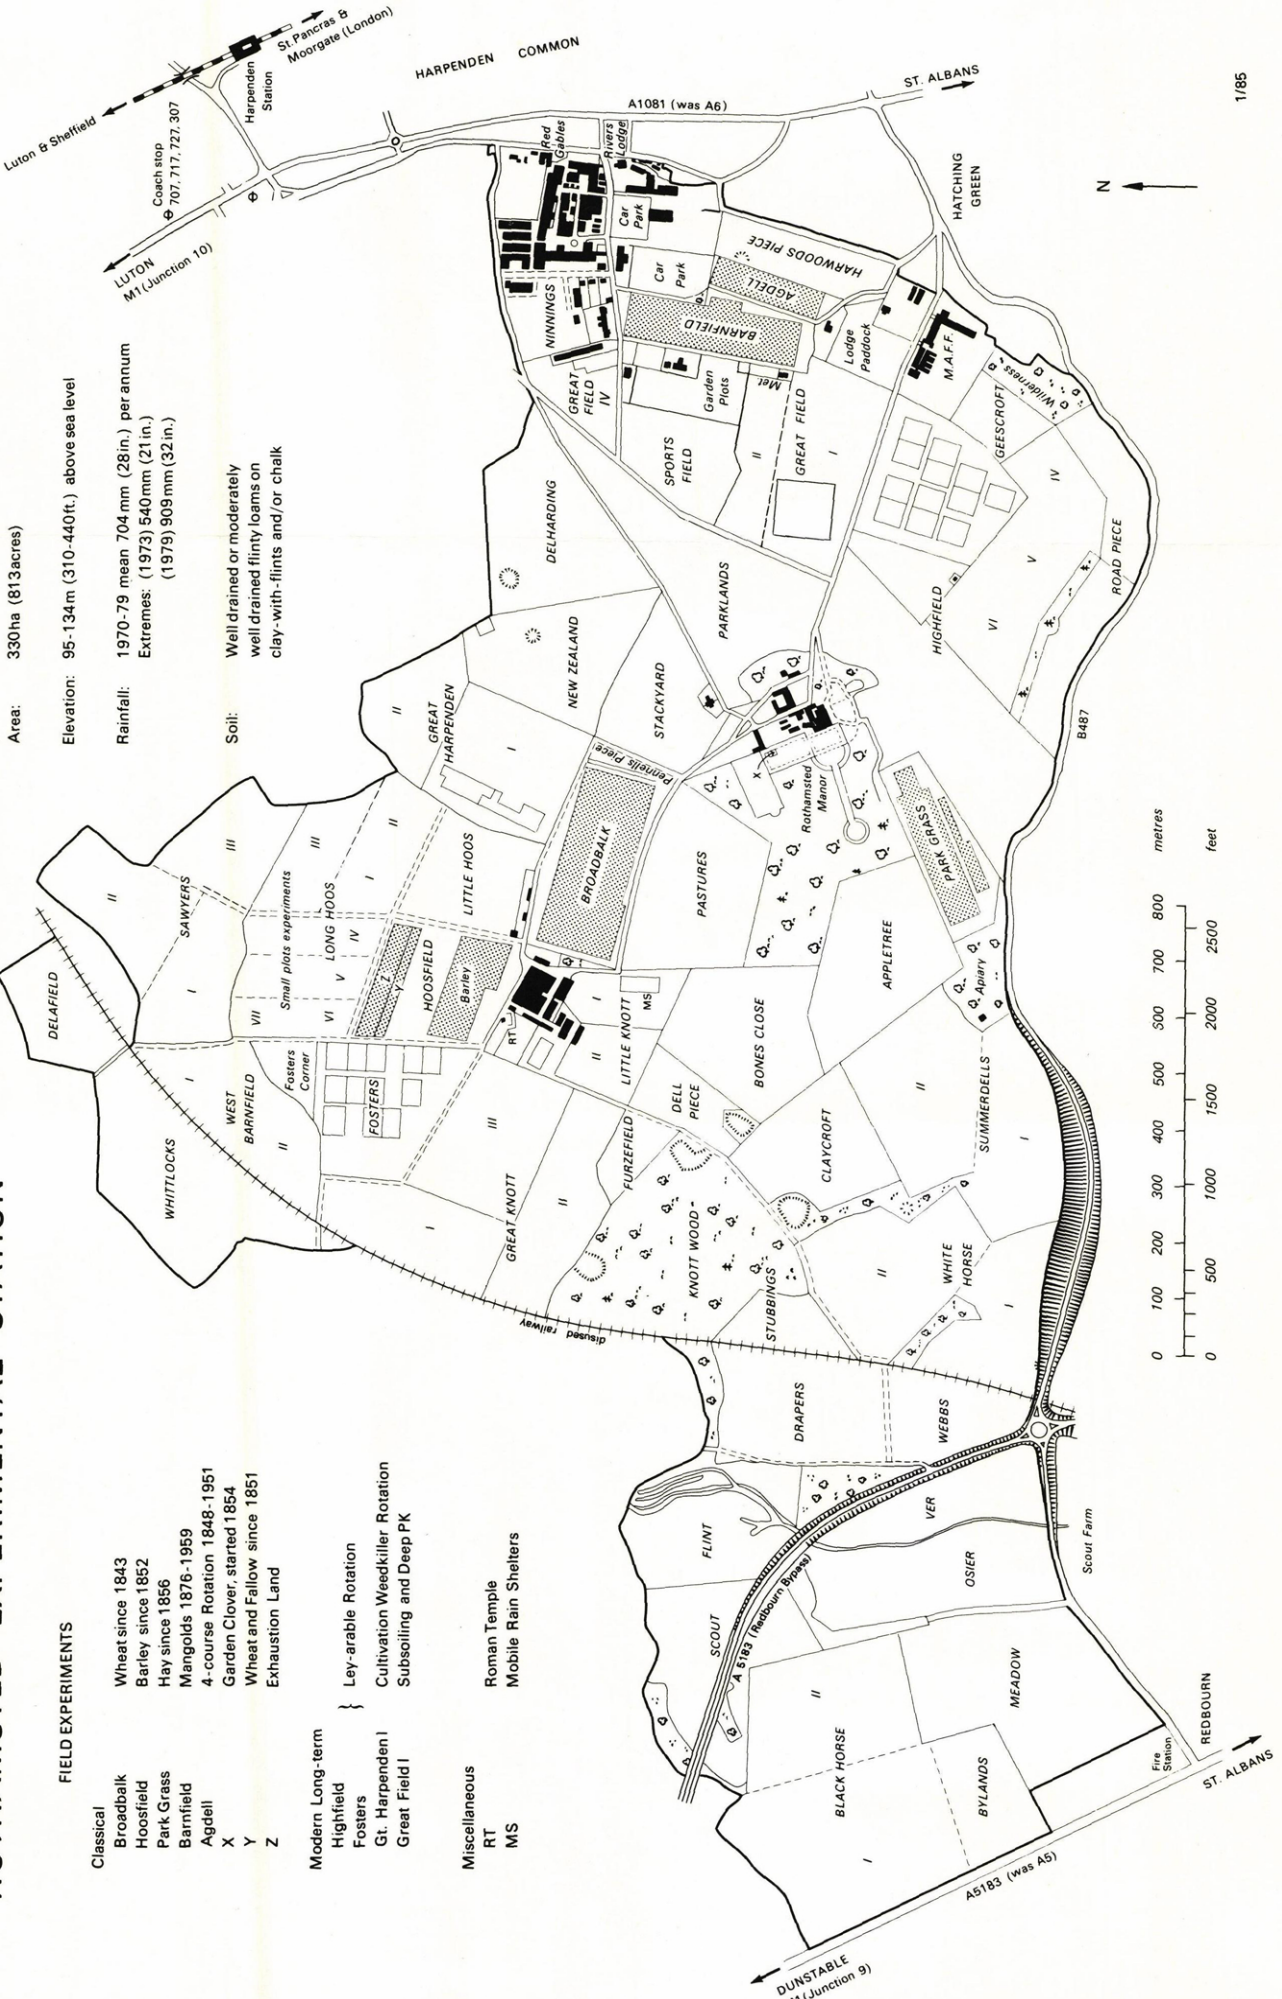 FIELD EXPERIMENTS
Classical
Broadbalk Wheat since 1843
Hoosfield Barley since 1852
Park Grass Hay since 1856
Barnfield Mangolds 1876-1959
Agdell 4-course Rotation 1848-1951
X Garden Clover, started 1854
Y Wheat and Fallow since 1851
Z Exhaustion Land
Modern Long-term
Highfield
Fosters
} Ley-arable Rotation
Gt. Harpenden I Cultivation Weedkiller Rotation
Great Field I Subsoiling and Deep PK
Miscellaneous
RT Roman Temple
MS Mobile Rain Shelters
Area: 330ha (813acres)
Elevation: 95-134m (310-440ft.) above sea level
Rainfall: 1970-79 mean 704mm (28in.) per annum
Extremes: (1973) 540mm (21in.)
(1979) 909mm (32in.)
Soil: Well drained or moderately
well drained flinty loams on
clay-with-flints and/or chalk
Luton & Sheffield
St.Pancras &
Moorgate (London)
Harpenden
Station
Coach stop
707, 717, 727, 307
LUTON
M1 (Junction 10)
HARPENDEN COMMON
A1081 (was A6)
ST. ALBANS
Red
Gables
Rivers
Lodge
Car
Park
Car
Park
HARWOODS PIECE
AGDELL
BARNFIELD
NINNINGS
GREAT
FIELD
IV
Garden
Plots
Met
Lodge
Paddock
M.A.F.F.
HATCHING
GREEN
N
1/85
Wilderness
GEESCROFT
SPORTS
FIELD
II
GREAT FIELD
I
IV
V
VI
ROAD PIECE
HIGHFIELD
DELHARDING
PARKLANDS
NEW ZEALAND
STACKYARD
II
GREAT
HARPENDEN
I
Pennells Piece
BROADBALK
X
Rothamsted
Manor
PARK GRASS
B487
PASTURES
APPLETREE
Apiary
DELAFIELD
II
SAWYERS
I
III
III
II
I
Small plots experiments
LONG HOOS
IV
V
VI
VII
LITTLE HOOS
Z
Y
HOOSFIELD
Barley
RT
MS
I
II
LITTLE KNOTT
BONES CLOSE
DELL
PIECE
WHITTLOCKS
I
WEST
BARNFIELD
II
Fosters
Corner
FOSTERS
III
I
GREAT KNOTT
II
FURZEFIELD
KNOTT WOOD
CLAYCROFT
II
SUMMERDELLS
I
STUBBINGS
II
WHITE
HORSE
I
disused railway
DRAPERS
WEBBS
FLINT
VER
SCOUT
A 5183 (Redbourn Bypass)
OSIER
Scout Farm
II
BLACK HORSE
I
MEADOW
BYLANDS
Fire
Station
REDBOURN
ST. ALBANS
A5183 (was A5)
DUNSTABLE
(Junction 9)
0 100 200 300 400 500 600 700 800 metres
0 500 1000 1500 2000 2500 feet